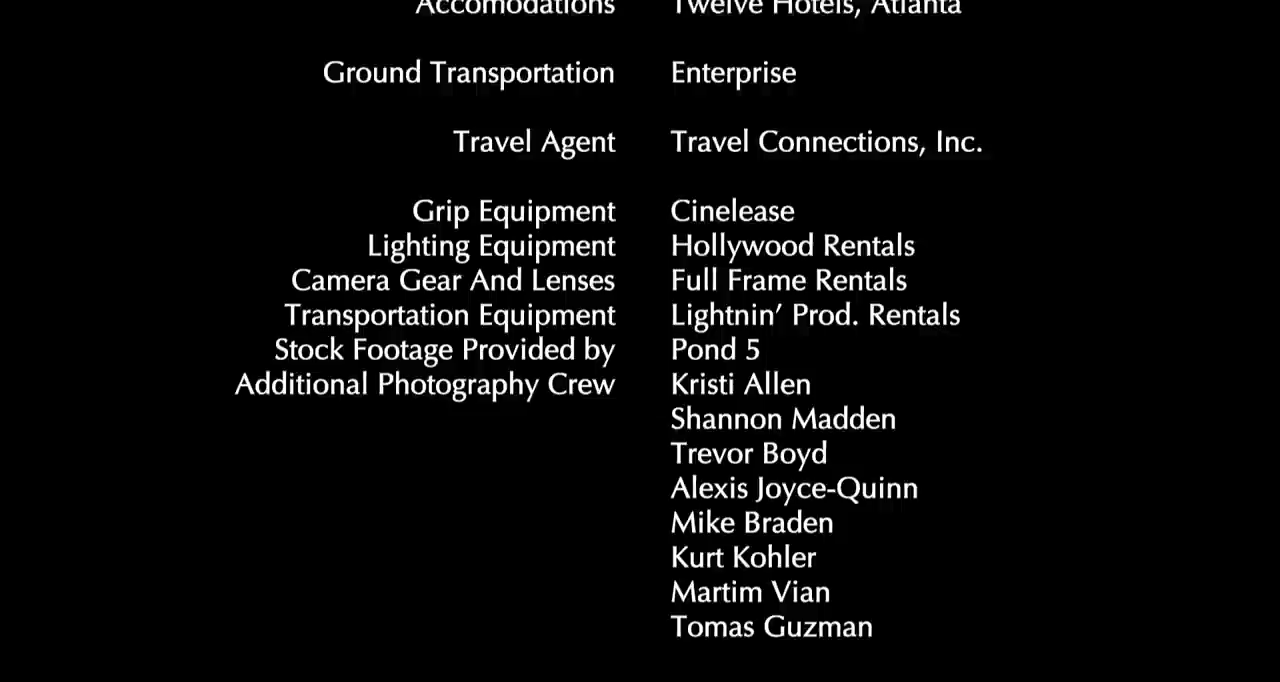 Accomodations Twelve Hotels, Atlanta
Ground Transportation Enterprise
Travel Agent Travel Connections, Inc.
Grip Equipment Cinelease
Lighting Equipment Hollywood Rentals
Camera Gear And Lenses Full Frame Rentals
Transportation Equipment Lightnin’ Prod. Rentals
Stock Footage Provided by Pond 5
Additional Photography Crew Kristi Allen
Shannon Madden
Trevor Boyd
Alexis Joyce-Quinn
Mike Braden
Kurt Kohler
Martim Vian
Tomas Guzman